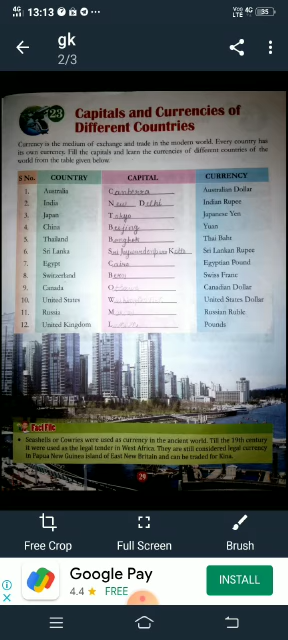 4G 13:13
VoD 4G 35
LTE
gk
2/3
23 Capitals and Currencies of
Different Countries
Currency is the medium of exchange and trade in the modern world. Every country has
its own currency. Fill the capitals and learn the currencies of different countries of the
world from the table given below.
S No. COUNTRY CAPITAL CURRENCY
1. Australia Canberra Australian Dollar
2. India New Delhi Indian Rupee
3. Japan Tokyo Japanese Yen
4. China Beijing Yuan
5. Thailand Bangkok Thai Baht
6. Sri Lanka Sri Kotte Sri Lankan Rupee
7. Egypt Cairo Egyptian Pound
8. Switzerland Bern Swiss Franc
9. Canada O Canadian Dollar
10. United States W United States Dollar
11. Russia M Russian Ruble
12. United Kingdom L Pounds
Fact File
• Seashells or Cowries were used as currency in the ancient world. Till the 19th century
it were used as the legal tender in West Africa. They are still considered legal currency
in Papua New Guinea island of East New Britain and can be traded for Kina.
29
Free Crop Full Screen Brush
Google Pay
4.4 ★ FREE
INSTALL